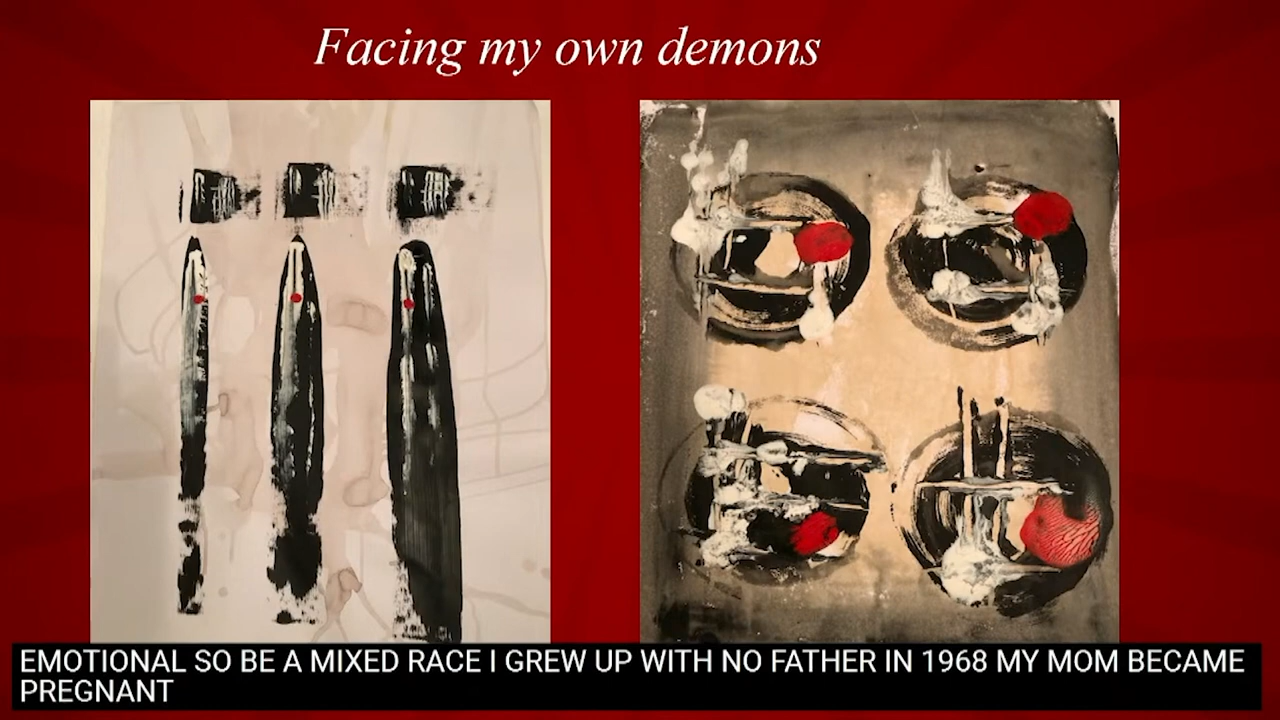 Facing my own demons
EMOTIONAL SO BE A MIXED RACE I GREW UP WITH NO FATHER IN 1968 MY MOM BECAME
PREGNANT